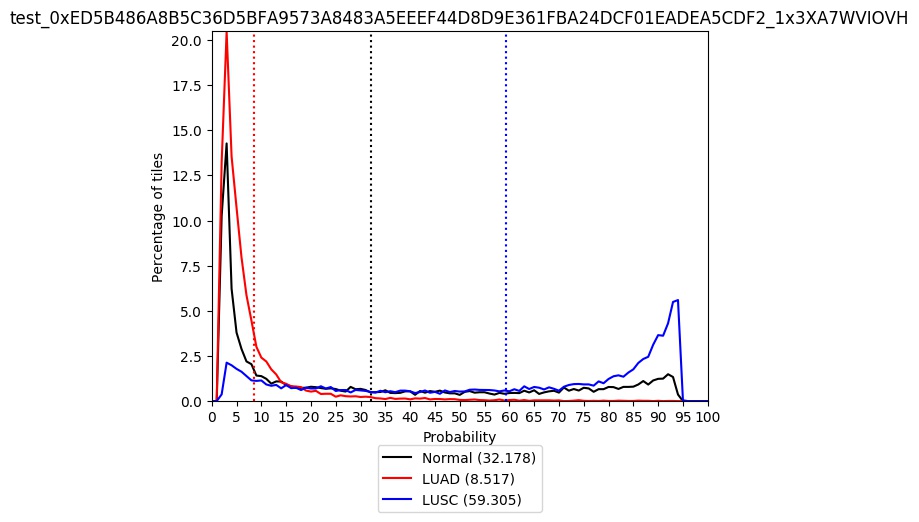 test_0xED5B486A8B5C36D5BFA9573A8483A5EEEF44D8D9E361FBA24DCF01EADEA5CDF2_1x3XA7WVIOVH
20.0
17.5
15.0
12.5
10.0
7.5
5.0
2.5
0.0
Percentage of tiles
0 5 10 15 20 25 30 35 40 45 50 55 60 65 70 75 80 85 90 95 100
Probability
Normal (32.178)
LUAD (8.517)
LUSC (59.305)